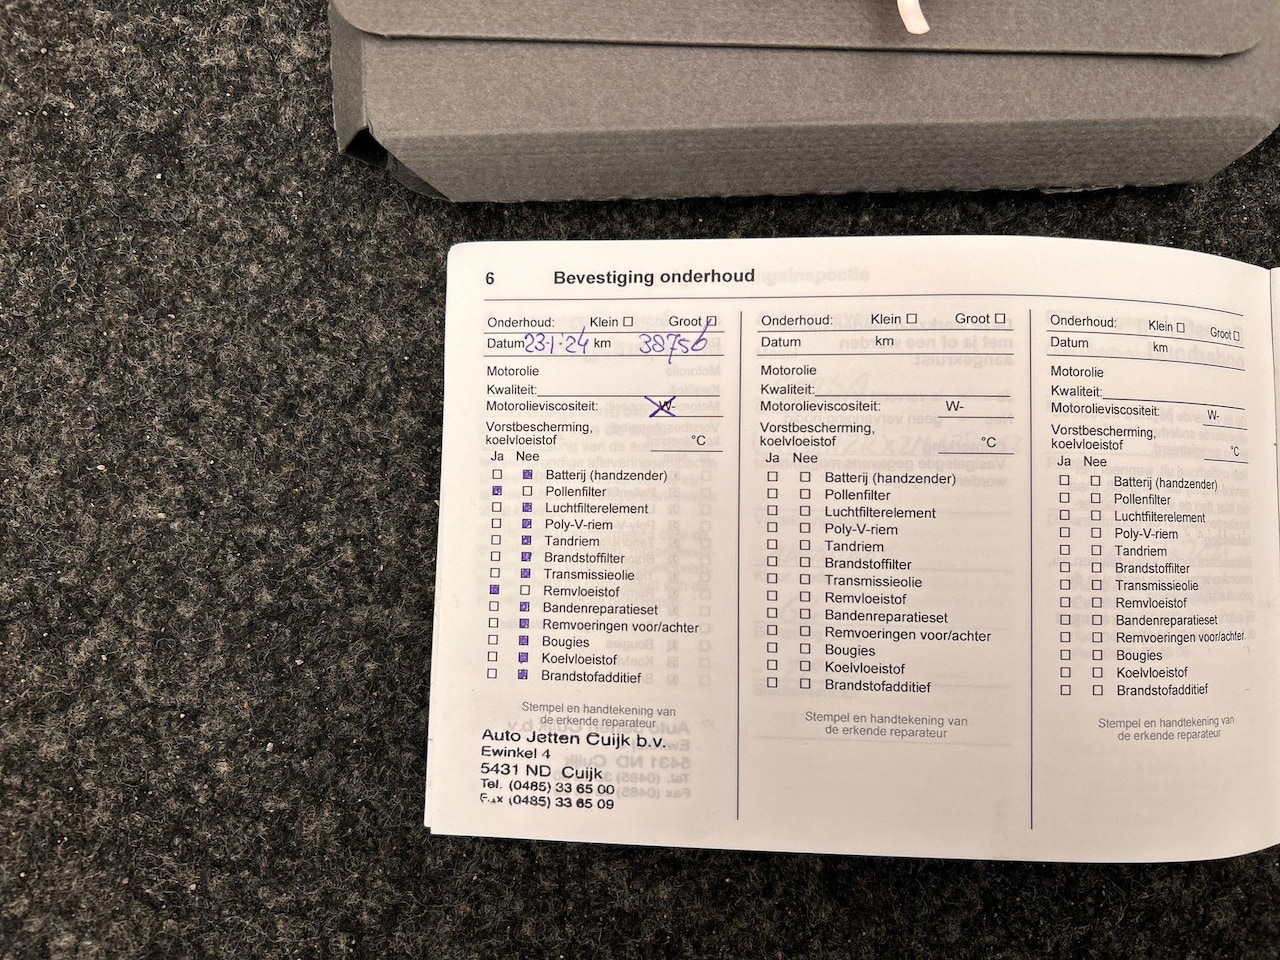 6 Bevestiging onderhoud
Onderhoud: Klein ☐ Groot ☐
Datum 23-1-24 km 38756
Motorolie
Kwaliteit:
Motorolieviscositeit: W-
Vorstbescherming,
koelvloeistof °C
Ja Nee
Batterij (handzender)
Pollenfilter
Luchtfilterelement
Poly-V-riem
Tandriem
Brandstoffilter
Transmissieolie
Remvloeistof
Bandenreparatieset
Remvoeringen voor/achter
Bougies
Koelvloeistof
Brandstofadditief
Stempel en handtekening van
de erkende reparateur
Auto Jetten Cuijk b.v.
Ewinkel 4
5431 ND Cuijk
Tel. (0485) 33 65 00
Fax (0485) 33 65 09
Onderhoud: Klein ☐ Groot ☐
Datum km
Motorolie
Kwaliteit:
Motorolieviscositeit: W-
Vorstbescherming,
koelvloeistof °C
Ja Nee
Batterij (handzender)
Pollenfilter
Luchtfilterelement
Poly-V-riem
Tandriem
Brandstoffilter
Transmissieolie
Remvloeistof
Bandenreparatieset
Remvoeringen voor/achter
Bougies
Koelvloeistof
Brandstofadditief
Stempel en handtekening van
de erkende reparateur
Onderhoud: Klein ☐ Groot ☐
Datum km
Motorolie
Kwaliteit:
Motorolieviscositeit: W-
Vorstbescherming,
koelvloeistof °C
Ja Nee
Batterij (handzender)
Pollenfilter
Luchtfilterelement
Poly-V-riem
Tandriem
Brandstoffilter
Transmissieolie
Remvloeistof
Bandenreparatieset
Remvoeringen voor/achter
Bougies
Koelvloeistof
Brandstofadditief
Stempel en handtekening van
de erkende reparateur